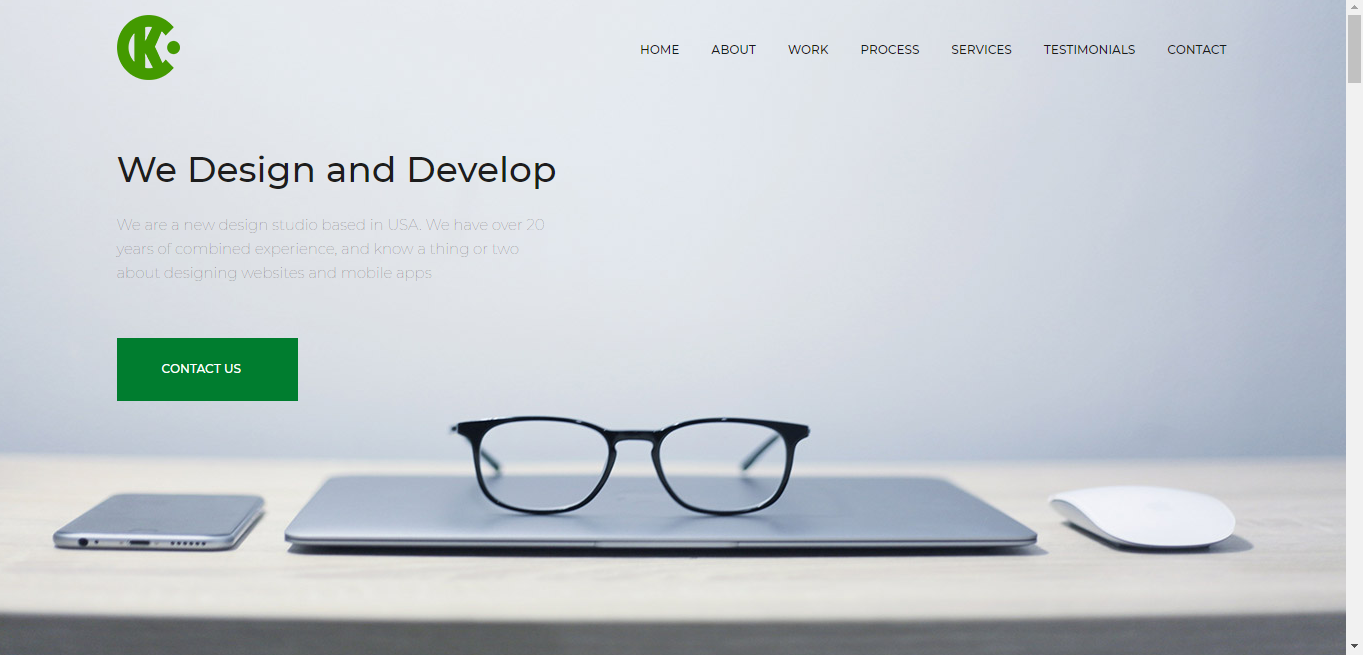 CK
HOME ABOUT WORK PROCESS SERVICES TESTIMONIALS CONTACT
We Design and Develop
We are a new design studio based in USA. We have over 20
years of combined experience, and know a thing or two
about designing websites and mobile apps
CONTACT US